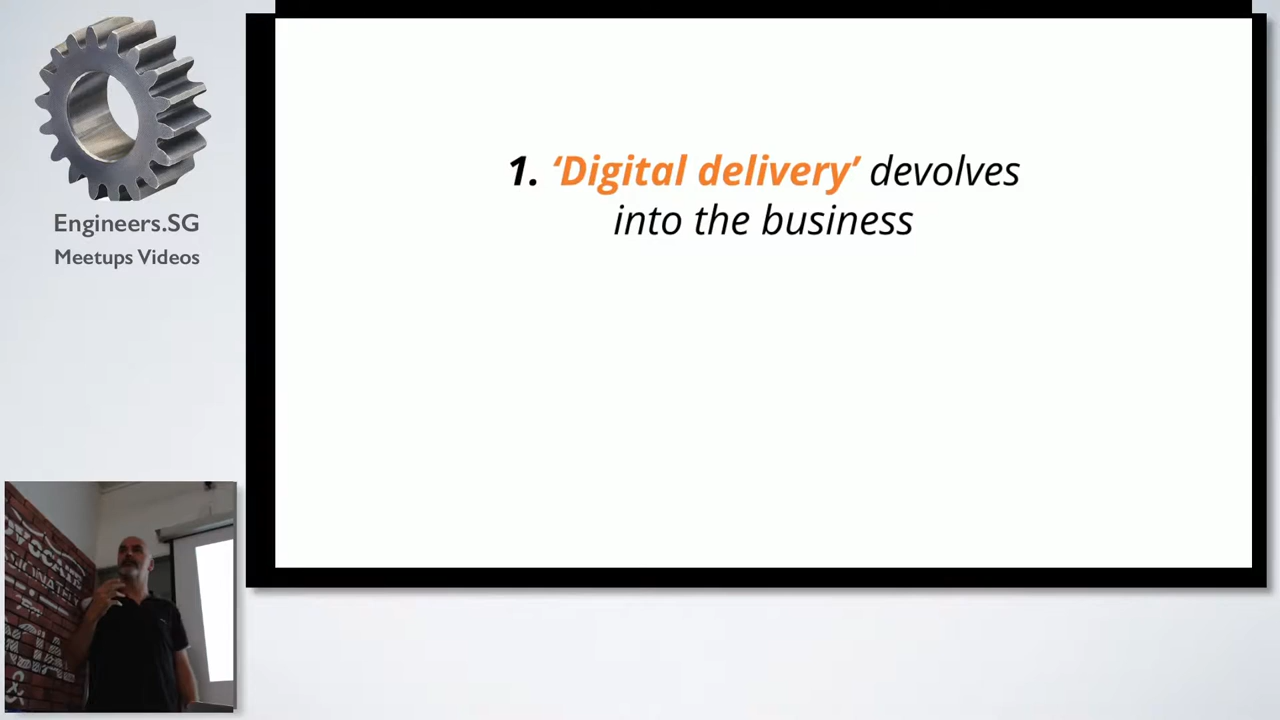 Engineers.SG
Meetups Videos
1. ‘Digital delivery’ devolves
into the business